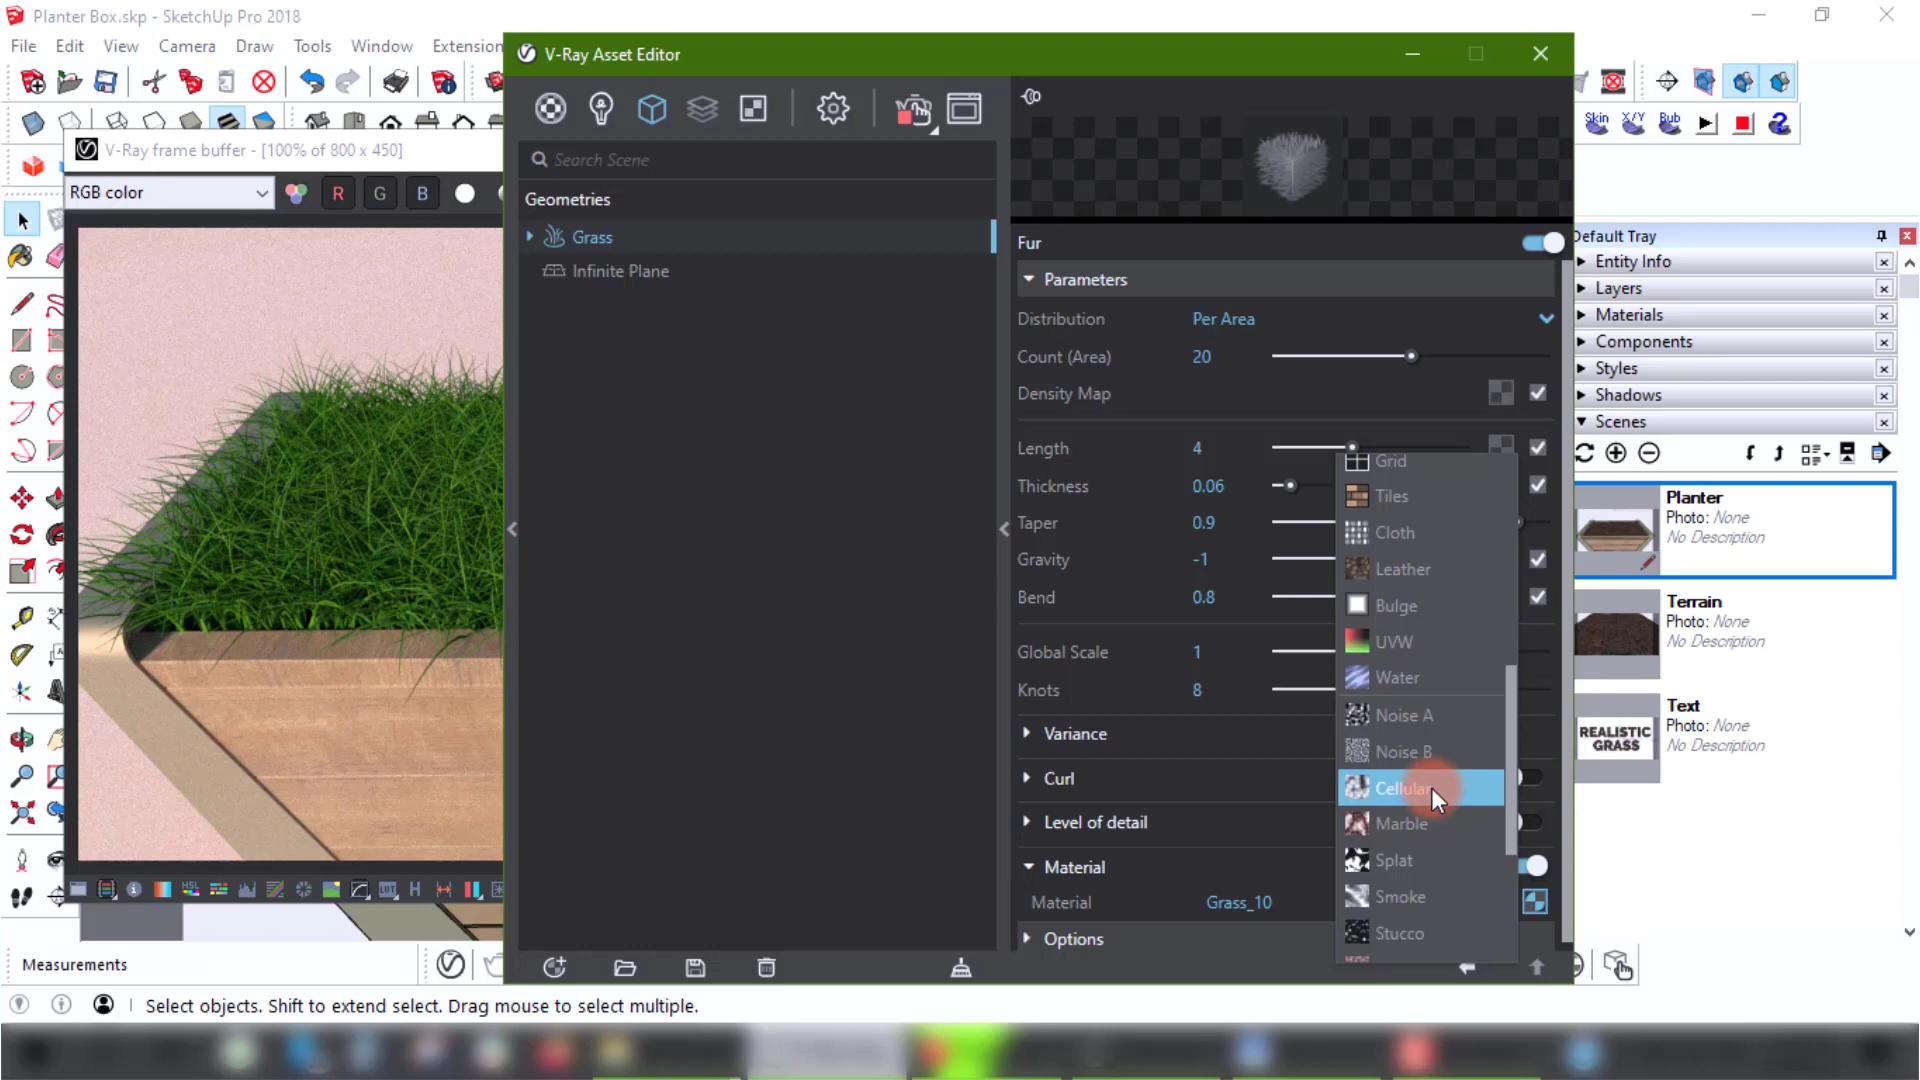 Planter Box.skp - SketchUp Pro 2018
File Edit View Camera Draw Tools Window Extension
V-Ray Asset Editor
V-Ray frame buffer - [100% of 800 x 450]
RGB color
R G B
Search Scene
Geometries
Grass
Infinite Plane
Fur
Parameters
Distribution Per Area
Count (Area) 20
Density Map
Length 4
Thickness 0.06
Taper 0.9
Gravity -1
Bend 0.8
Global Scale 1
Knots 8
Variance
Curl
Level of detail
Material
Material Grass_10
Options
Grid
Tiles
Cloth
Leather
Bulge
UVW
Water
Noise A
Noise B
Cellular
Marble
Splat
Smoke
Stucco
Skin X/Y Bub
Default Tray
Entity Info
Layers
Materials
Components
Styles
Shadows
Scenes
Planter
Photo: None
No Description
Terrain
Photo: None
No Description
REALISTIC
GRASS
Text
Photo: None
No Description
HSL
LUT
H
Measurements
Select objects. Shift to extend select. Drag mouse to select multiple.